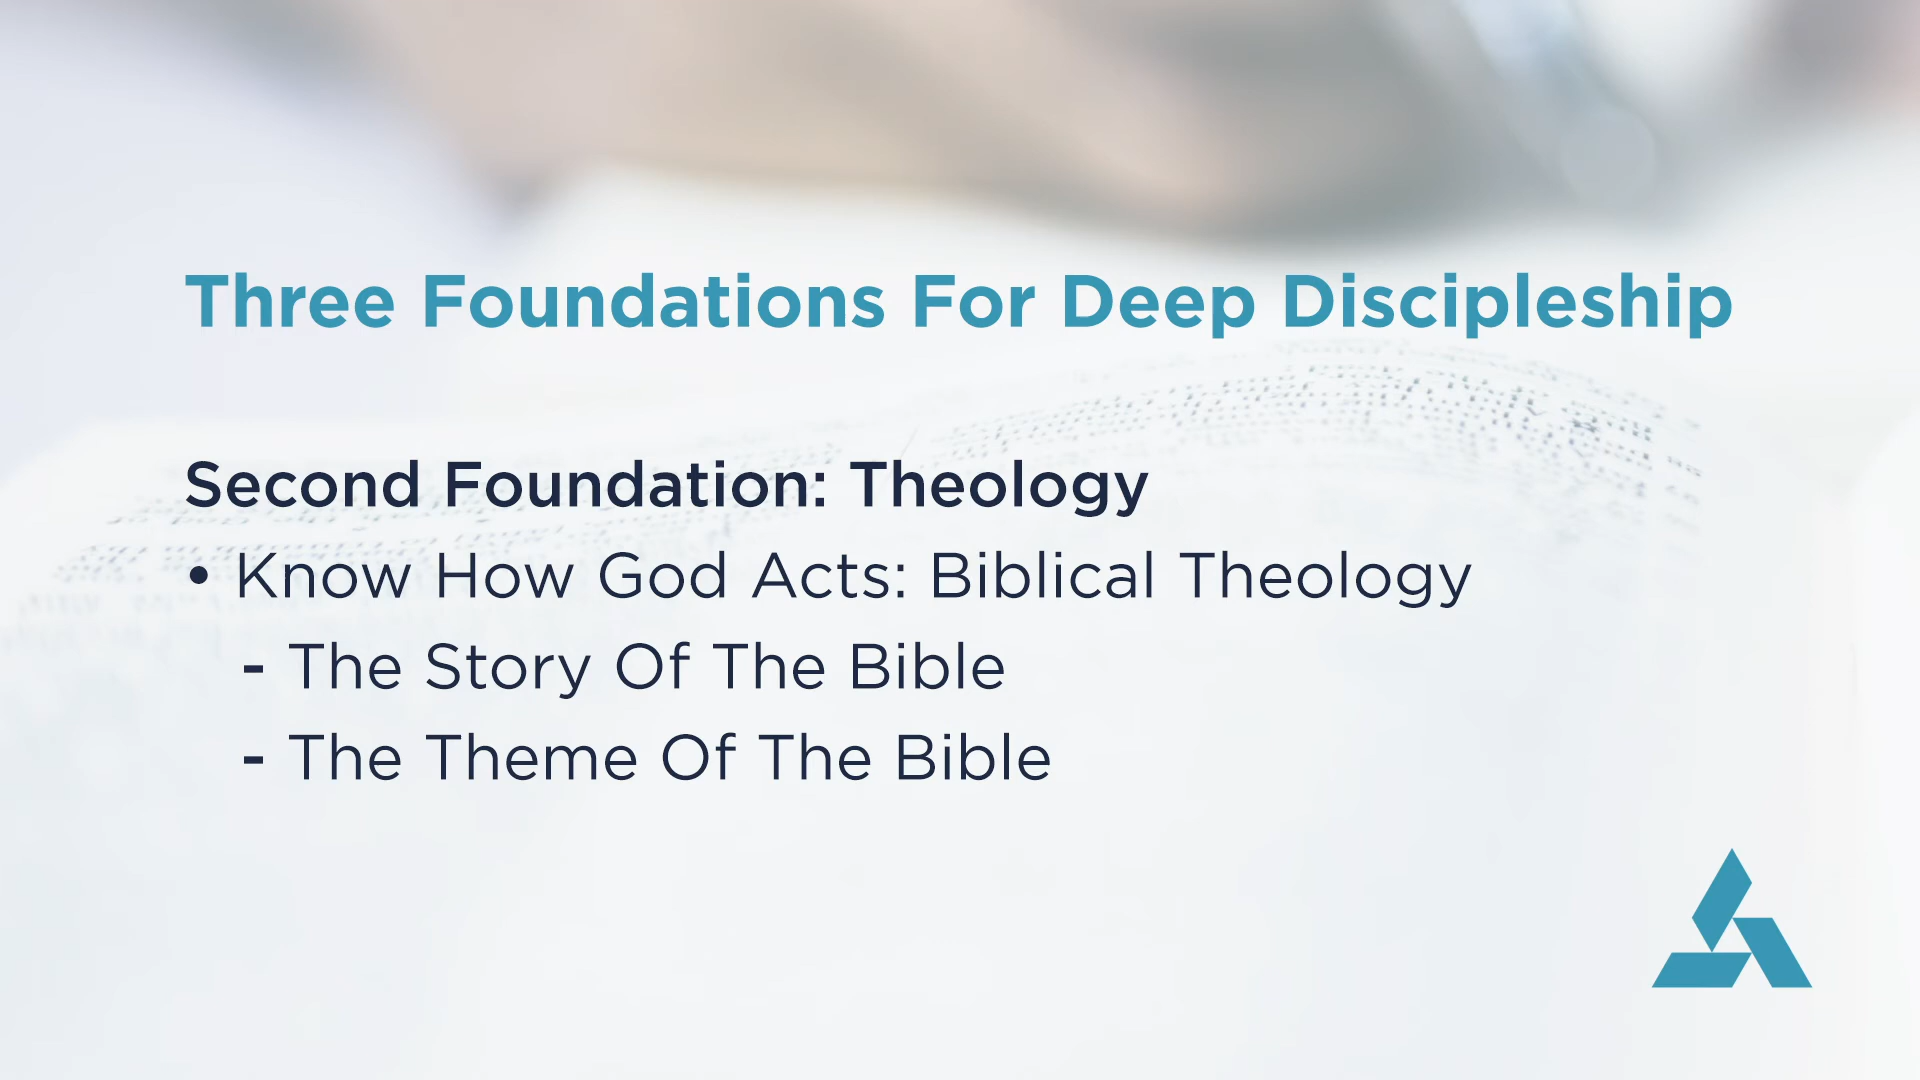 Three Foundations For Deep Discipleship
Second Foundation: Theology
• Know How God Acts: Biblical Theology
- The Story Of The Bible
- The Theme Of The Bible